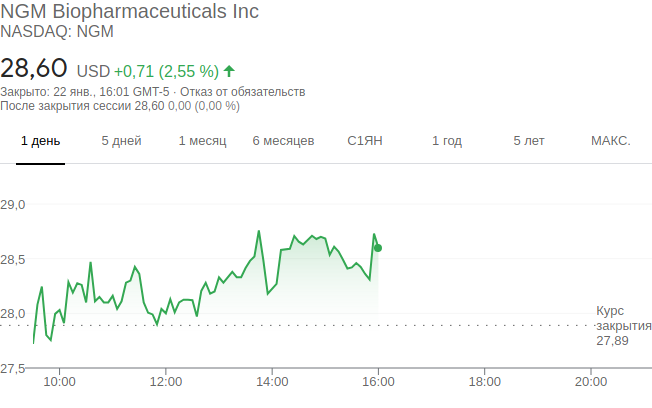 NGM Biopharmaceuticals Inc
NASDAQ: NGM
28,60 USD +0,71 (2,55 %)
Закрыто: 22 янв., 16:01 GMT-5 · Отказ от обязательств
После закрытия сессии 28,60 0,00 (0,00 %)
1 день 5 дней 1 месяц 6 месяцев С1ЯН 1 год 5 лет МАКС.
29,0
28,5
28,0
Курс
закрытия
27,89
27,5
10:00 12:00 14:00 16:00 18:00 20:00